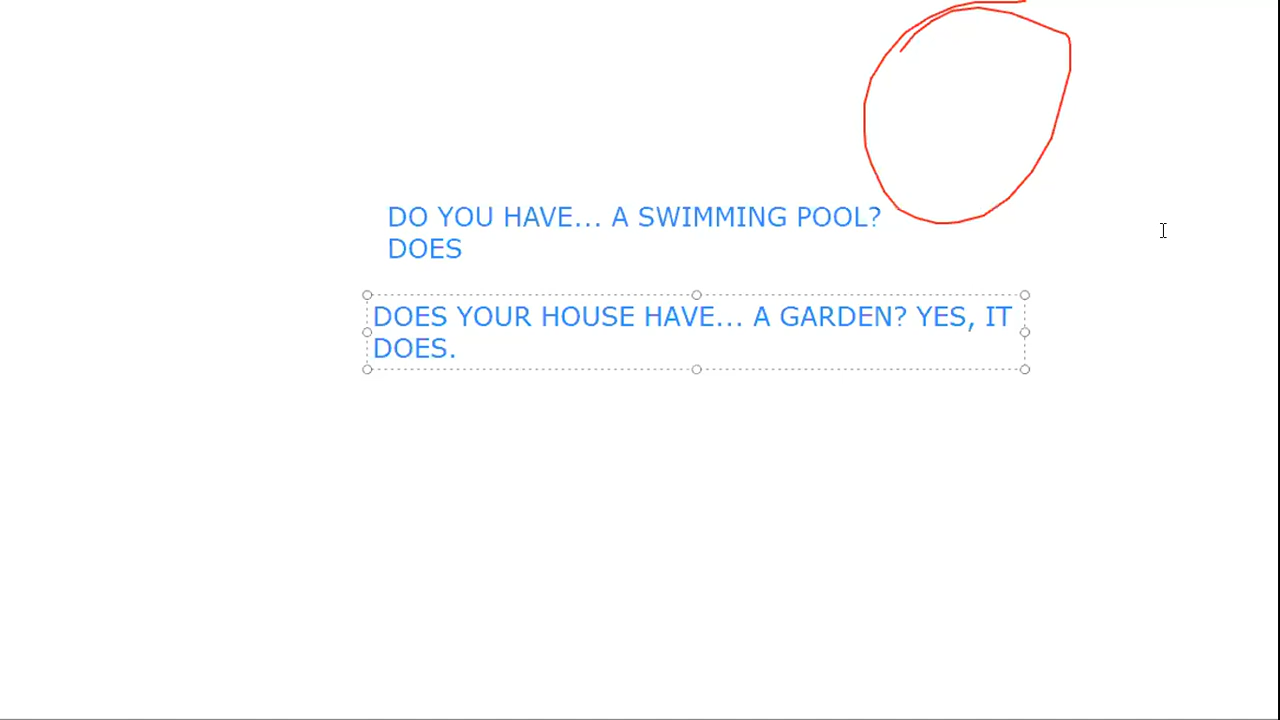 DO YOU HAVE... A SWIMMING POOL?
DOES
DOES YOUR HOUSE HAVE... A GARDEN? YES, IT
DOES.